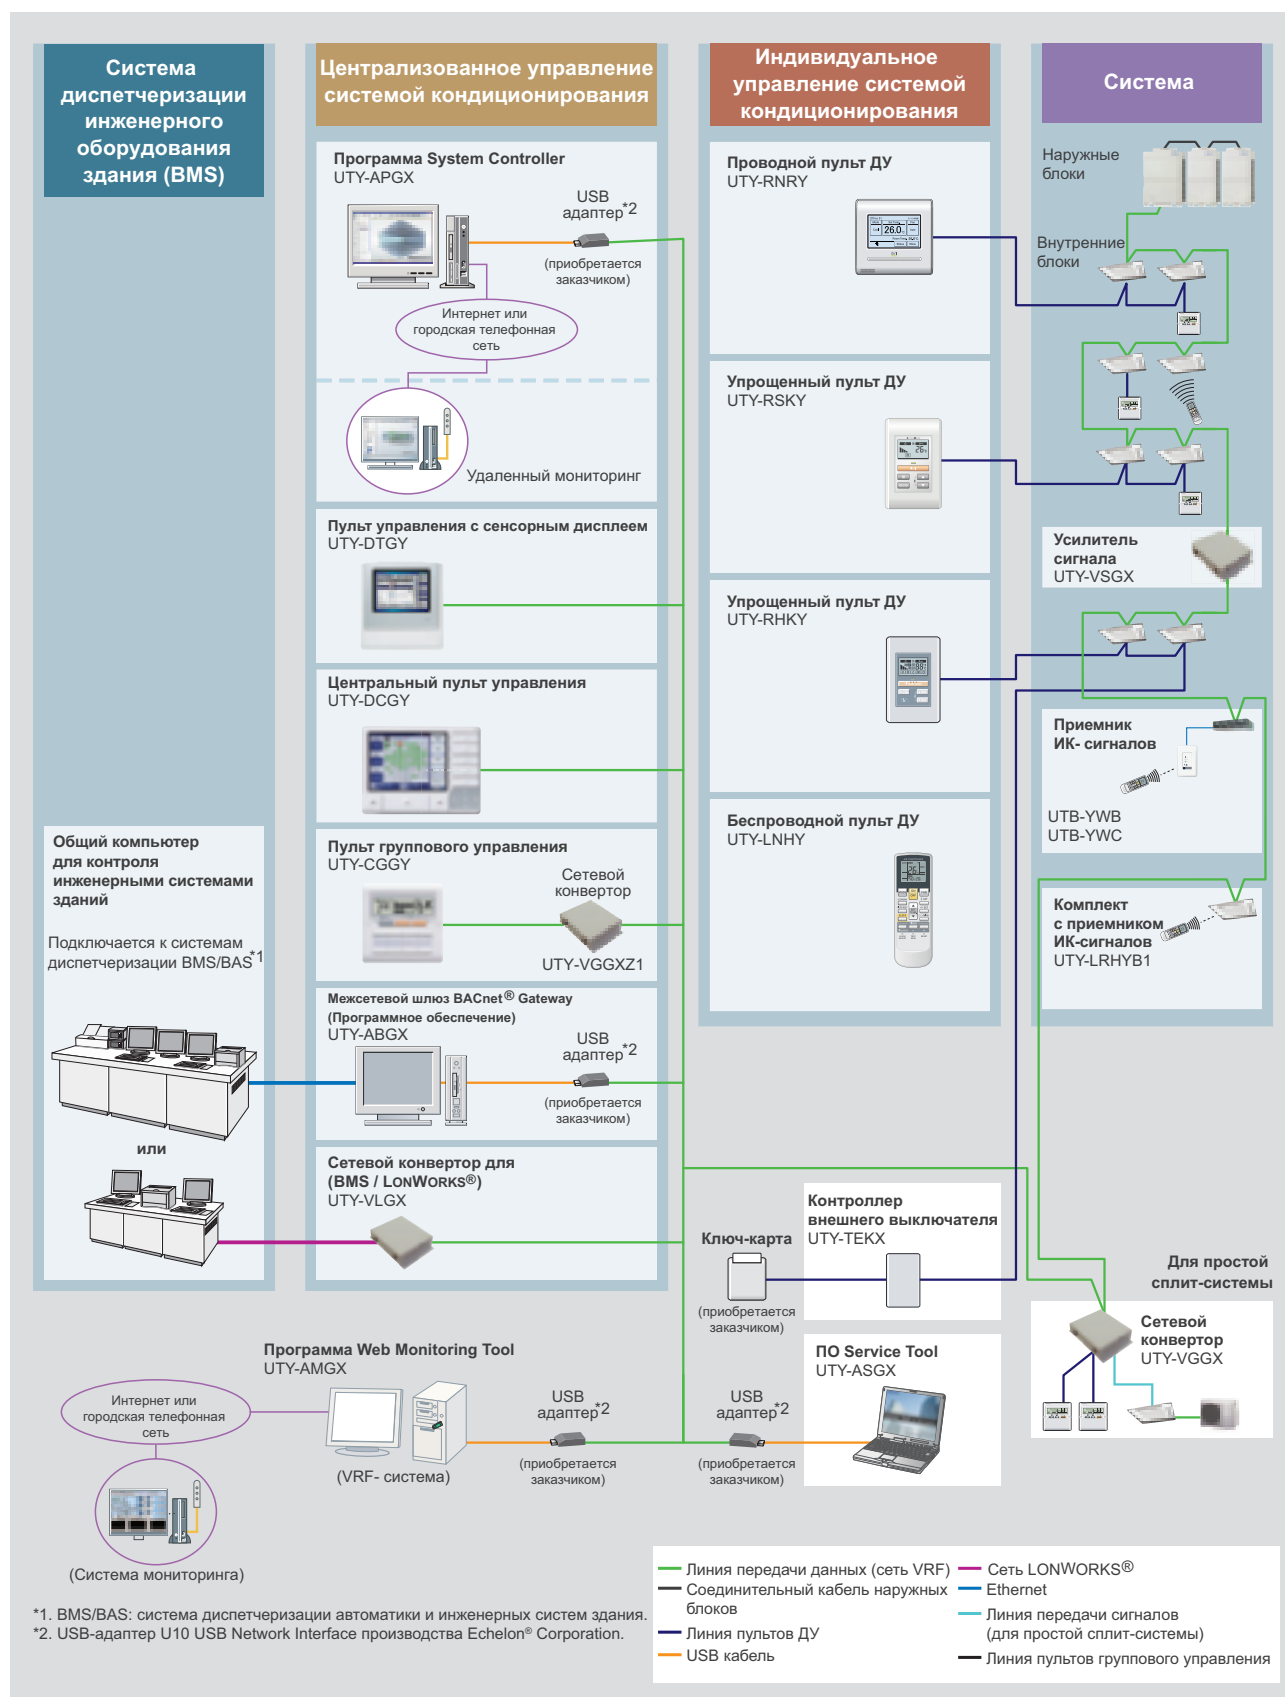 Система
диспетчеризации
инженерного
оборудования
здания (BMS)
Общий компьютер
для контроля
инженерными системами
зданий
Подключается к системам
диспетчеризации BMS/BAS*1
или
Централизованное управление
системой кондиционирования
Программа System Controller
UTY-APGX
USB
адаптер*2
(приобретается
заказчиком)
Интернет или
городская телефонная
сеть
Удаленный мониторинг
Пульт управления с сенсорным дисплеем
UTY-DTGY
Центральный пульт управления
UTY-DCGY
Пульт группового управления
UTY-CGGY
Сетевой
конвертор
UTY-VGGXZ1
Межсетевой шлюз BACnet® Gateway
(Программное обеспечение)
UTY-ABGX
USB
адаптер*2
(приобретается
заказчиком)
Сетевой конвертор для
(BMS / LONWORKS®)
UTY-VLGX
Индивидуальное
управление системой
кондиционирования
Проводной пульт ДУ
UTY-RNRY
26.0
Упрощенный пульт ДУ
UTY-RSKY
Упрощенный пульт ДУ
UTY-RHKY
Беспроводной пульт ДУ
UTY-LNHY
Система
Наружные
блоки
Внутренние
блоки
Усилитель
сигнала
UTY-VSGX
Приемник
ИК- сигналов
UTB-YWB
UTB-YWC
Комплект
с приемником
ИК-сигналов
UTY-LRHYB1
Ключ-карта
(приобретается
заказчиком)
Контроллер
внешнего выключателя
UTY-TEKX
Для простой
сплит-системы
Сетевой
конвертор
UTY-VGGX
Программа Web Monitoring Tool
UTY-AMGX
(VRF- система)
USB
адаптер*2
(приобретается
заказчиком)
USB
адаптер*2
(приобретается
заказчиком)
ПО Service Tool
UTY-ASGX
Интернет или
городская телефонная
сеть
(Система мониторинга)
*1. BMS/BAS: система диспетчеризации автоматики и инженерных систем здания.
*2. USB-адаптер U10 USB Network Interface производства Echelon® Corporation.
Линия передачи данных (сеть VRF)
Соединительный кабель наружных
блоков
Линия пультов ДУ
USB кабель
Сеть LONWORKS®
Ethernet
Линия передачи сигналов
(для простой сплит-системы)
Линия пультов группового управления